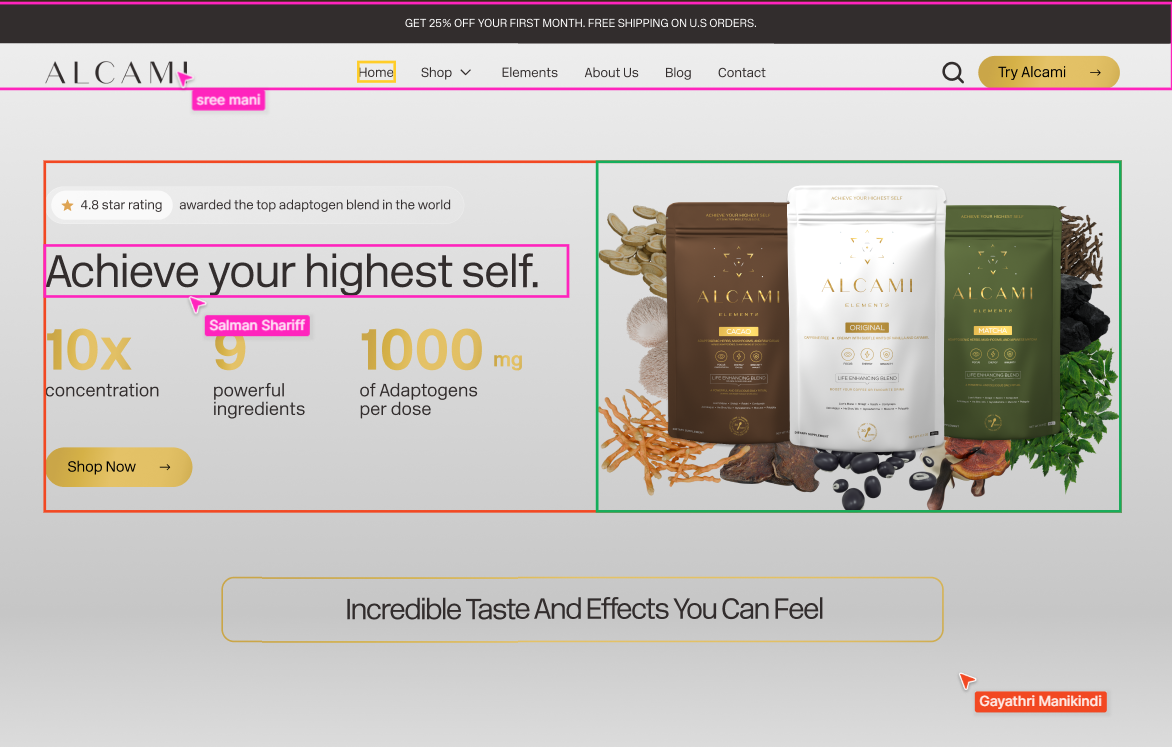 GET 25% OFF YOUR FIRST MONTH. FREE SHIPPING ON U.S ORDERS.
ALCAMI
Home
Shop
Elements
About Us
Blog
Contact
Try Alcami →
sree mani
4.8 star rating
awarded the top adaptogen blend in the world
Achieve your highest self.
Salman Shariff
10x
concentration
9
powerful
ingredients
1000 mg
of Adaptogens
per dose
Shop Now →
ACHIEVE YOUR HIGHEST SELF
ALCAMI
ELEMENTS
CACAO
LIFE ENHANCING BLEND
ACHIEVE YOUR HIGHEST SELF
ALCAMI
ELEMENTS
ORIGINAL
LIFE ENHANCING BLEND
DIETARY SUPPLEMENT
ACHIEVE YOUR HIGHEST SELF
ALCAMI
ELEMENTS
MATCHA
LIFE ENHANCING BLEND
Incredible Taste And Effects You Can Feel
Gayathri Manikindi